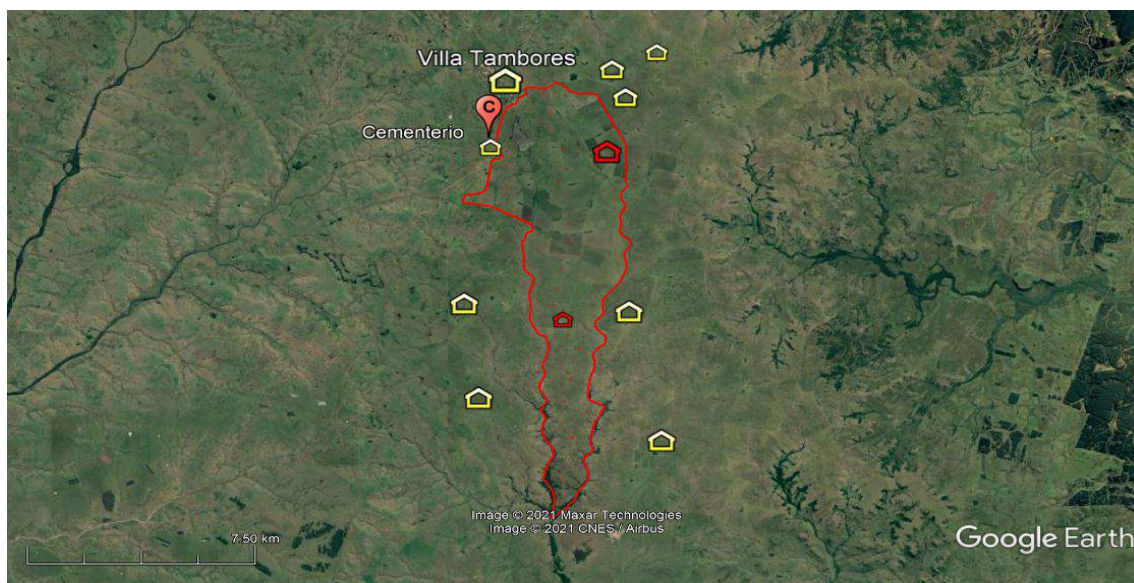 Villa Tambores
C
Cementerio
Image © 2021 Maxar Technologies
Image © 2021 CNES / Airbus
7.50 km
Google Earth